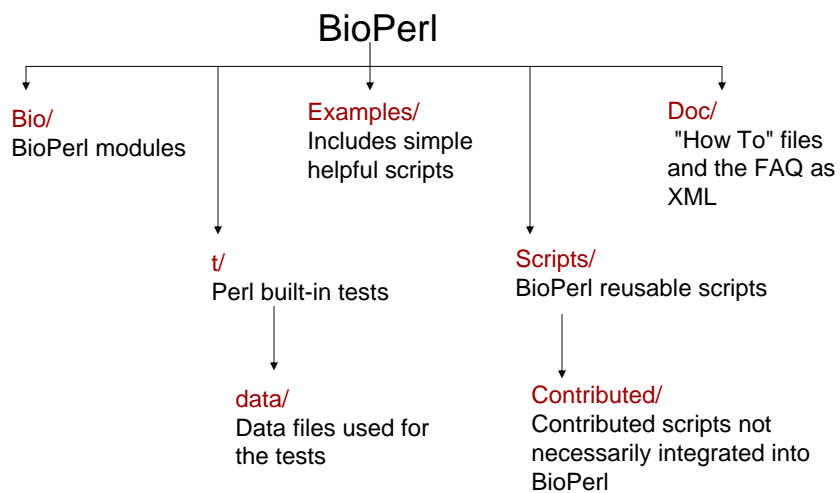 BioPerl
Bio/
BioPerl modules
Examples/
Includes simple
helpful scripts
Doc/
"How To" files
and the FAQ as
XML
t/
Perl built-in tests
Scripts/
BioPerl reusable scripts
data/
Data files used for
the tests
Contributed/
Contributed scripts not
necessarily integrated into
BioPerl